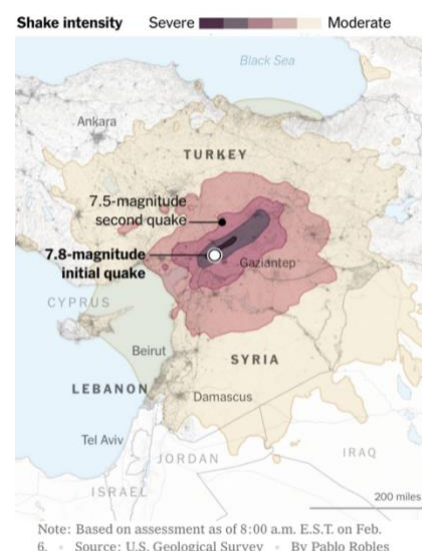 Shake intensity Severe Moderate
Black Sea
Ankara
TURKEY
7.5-magnitude
second quake
7.8-magnitude
initial quake
Gaziantep
CYPRUS
Beirut
SYRIA
LEBANON
Damascus
Tel Aviv
JORDAN
IRAQ
ISRAEL
200 miles
Note: Based on assessment as of 8:00 a.m. E.S.T. on Feb.
6. • Source: U.S. Geological Survey • By Pablo Robles